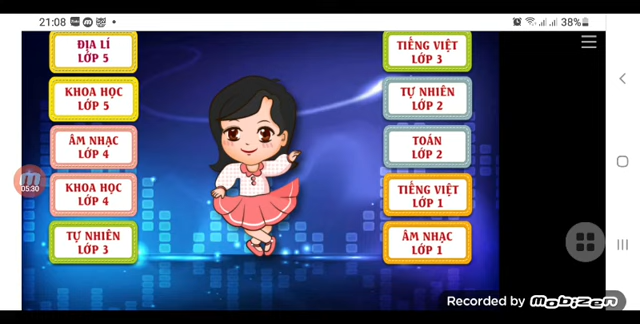 21:08
38%
ĐỊA LÍ
LỚP 5
KHOA HỌC
LỚP 5
ÂM NHẠC
LỚP 4
KHOA HỌC
LỚP 4
TỰ NHIÊN
LỚP 3
TIẾNG VIỆT
LỚP 3
TỰ NHIÊN
LỚP 2
TOÁN
LỚP 2
TIẾNG VIỆT
LỚP 1
ÂM NHẠC
LỚP 1
m
05:30
Recorded by mobizen